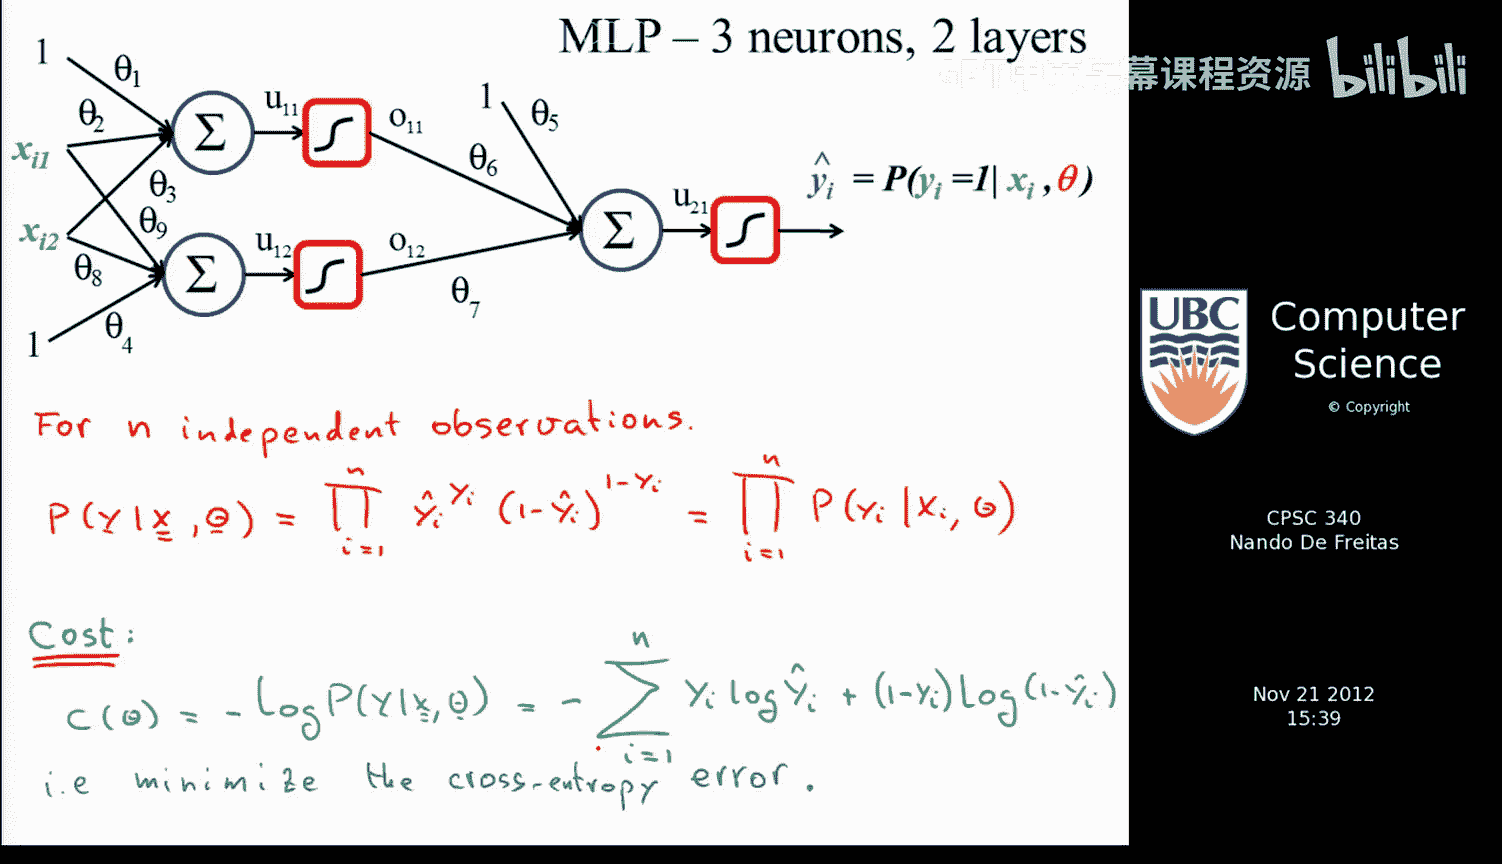 MLP – 3 neurons, 2 layers
幕课程资源 bilibili
1 θ1 θ2 θ3 θ9 θ8 θ4 1
xi1
xi2
Σ u11 o11
Σ u12 o12
1 θ5 θ6 θ7
Σ u21
ŷi = P(yi =1| xi , θ)
For n independent observations.
P(Y|x, θ) = ∏ i=1 n ŷi^yi (1-ŷi)^1-yi = ∏ i=1 n P(yi|xi, θ)
Cost:
C(θ) = - log P(Y|x, θ) = - ∑ i=1 n yi log ŷi + (1-yi) log (1-ŷi)
i.e minimize the cross-entropy error.
UBC
Computer
Science
© Copyright
CPSC 340
Nando De Freitas
Nov 21 2012
15:39